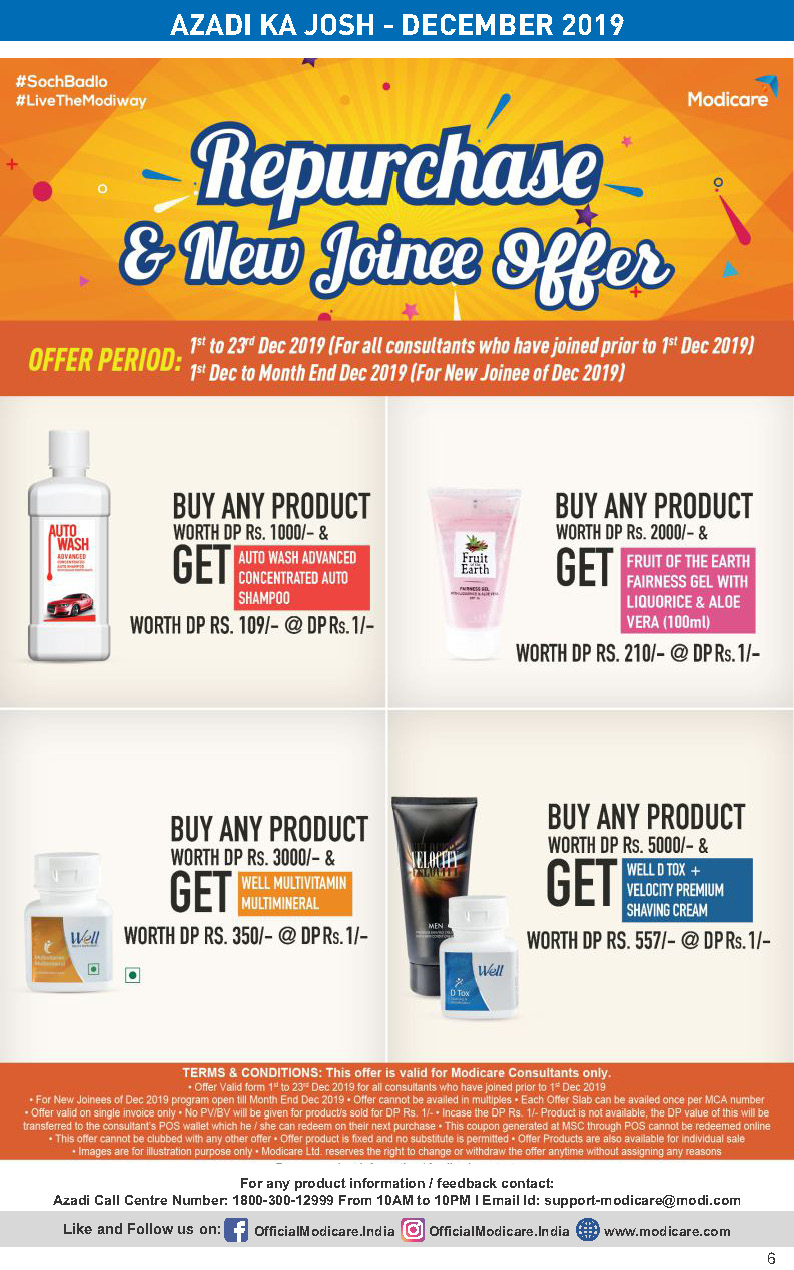 AZADI KA JOSH - DECEMBER 2019
#SochBadlo
#LiveTheModiway
Modicare
Repurchase
& New Joinee Offer
OFFER PERIOD:
1st to 23rd Dec 2019 (For all consultants who have joined prior to 1st Dec 2019)
1st Dec to Month End Dec 2019 (For New Joinee of Dec 2019)
AUTO
WASH
ADVANCED
CONCENTRATED
AUTO SHAMPOO
BUY ANY PRODUCT
WORTH DP Rs. 1000/- &
GET
AUTO WASH ADVANCED
CONCENTRATED AUTO
SHAMPOO
WORTH DP RS. 109/- @ DP Rs. 1/-
Fruit
of the
Earth
FAIRNESS GEL
WITH LIQUORICE & ALOE VERA
BUY ANY PRODUCT
WORTH DP Rs. 2000/- &
GET
FRUIT OF THE EARTH
FAIRNESS GEL WITH
LIQUORICE & ALOE
VERA (100ml)
WORTH DP RS. 210/- @ DP Rs. 1/-
Well
Multivitamin
Multimineral
BUY ANY PRODUCT
WORTH DP Rs. 3000/- &
GET
WELL MULTIVITAMIN
MULTIMINERAL
WORTH DP RS. 350/- @ DP Rs. 1/-
VELOCITY
MEN
Well
D Tox
BUY ANY PRODUCT
WORTH DP Rs. 5000/- &
GET
WELL D TOX +
VELOCITY PREMIUM
SHAVING CREAM
WORTH DP RS. 557/- @ DP Rs. 1/-
TERMS & CONDITIONS: This offer is valid for Modicare Consultants only.
• Offer Valid form 1st to 23rd Dec 2019 for all consultants who have joined prior to 1st Dec 2019
• For New Joinees of Dec 2019 program open till Month End Dec 2019 • Offer cannot be availed in multiples • Each Offer Slab can be availed once per MCA number
• Offer valid on single invoice only • No PV/BV will be given for product/s sold for DP Rs. 1/- • Incase the DP Rs. 1/- Product is not available, the DP value of this will be
transferred to the consultant's POS wallet which he / she can redeem on their next purchase • This coupon generated at MSC through POS cannot be redeemed online
• This offer cannot be clubbed with any other offer • Offer product is fixed and no substitute is permitted • Offer Products are also available for individual sale
• Images are for illustration purpose only • Modicare Ltd. reserves the right to change or withdraw the offer anytime without assigning any reasons
For any product information / feedback contact:
Azadi Call Centre Number: 1800-300-12999 From 10AM to 10PM I Email Id: support-modicare@modi.com
Like and Follow us on: OfficialModicare.India OfficialModicare.India www.modicare.com
6